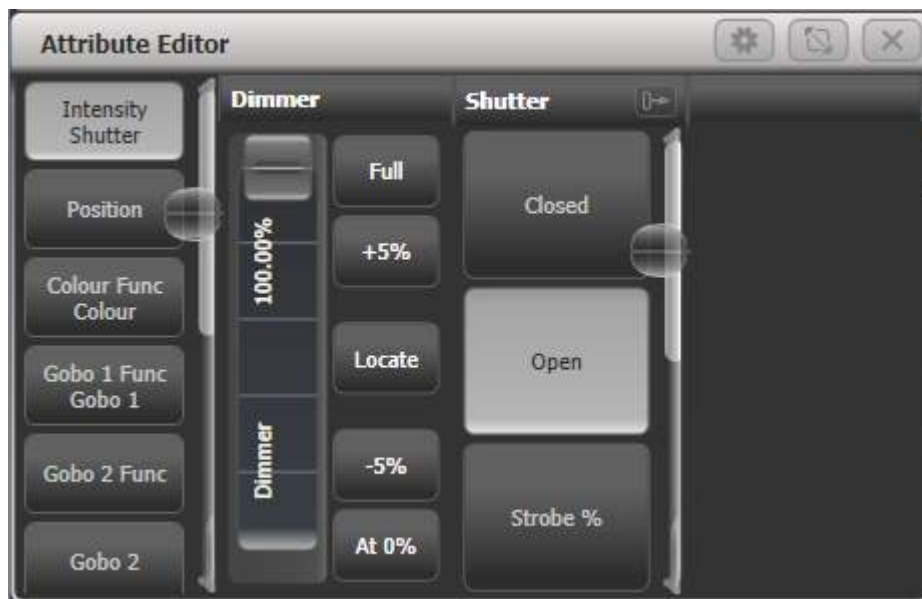 Attribute Editor
Intensity
Shutter
Position
Colour Func
Colour
Gobo 1 Func
Gobo 1
Gobo 2 Func
Gobo 2
Dimmer
100.00%
Dimmer
Full
+5%
Locate
-5%
At 0%
Shutter
Closed
Open
Strobe %